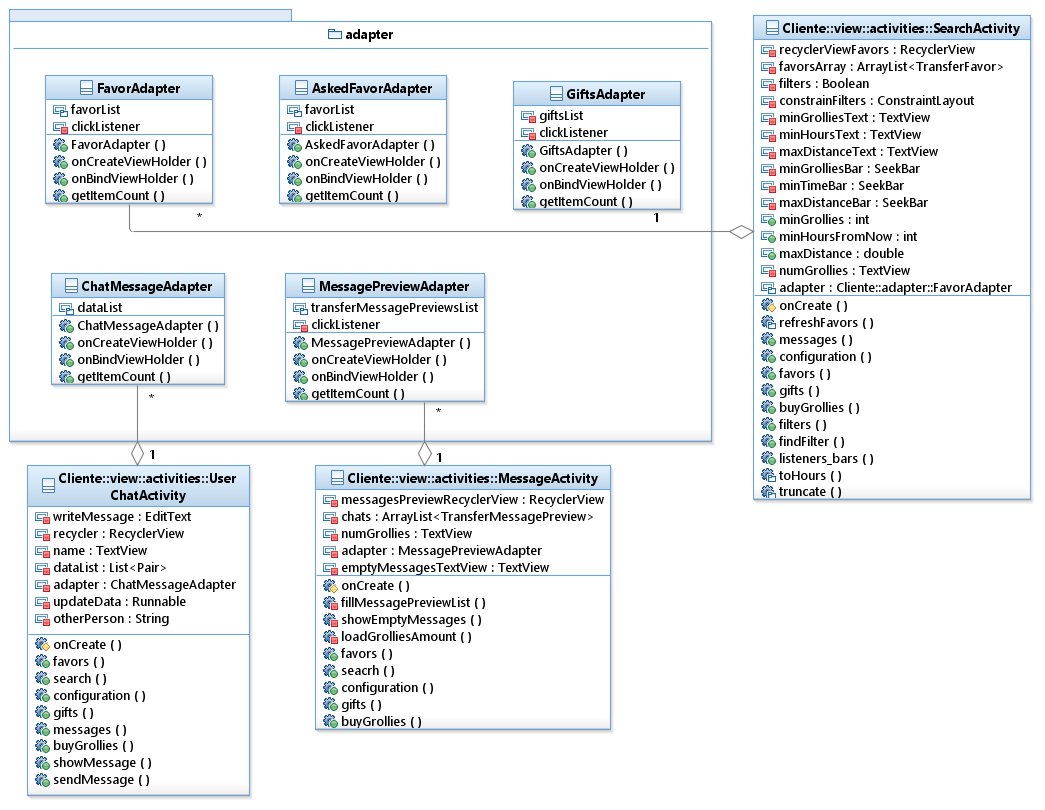 adapter
FavorAdapter
favorList
clickListener
FavorAdapter ( )
onCreateViewHolder ( )
onBindViewHolder ( )
getItemCount ( )
*
AskedFavorAdapter
favorList
clickListener
AskedFavorAdapter ( )
onCreateViewHolder ( )
onBindViewHolder ( )
getItemCount ( )
GiftsAdapter
giftsList
clickListener
GiftsAdapter ( )
onCreateViewHolder ( )
onBindViewHolder ( )
getItemCount ( )
1
Cliente::view::activities::SearchActivity
recyclerViewFavors : RecyclerView
favorsArray : ArrayList<TransferFavor>
filters : Boolean
constrainFilters : ConstraintLayout
minGrolliesText : TextView
minHoursText : TextView
maxDistanceText : TextView
minGrolliesBar : SeekBar
minTimeBar : SeekBar
maxDistanceBar : SeekBar
minGrollies : int
minHoursFromNow : int
maxDistance : double
numGrollies : TextView
adapter : Cliente::adapter::FavorAdapter
onCreate ( )
refreshFavors ( )
messages ( )
configuration ( )
favors ( )
gifts ( )
buyGrollies ( )
filters ( )
findFilter ( )
listeners_bars ( )
toHours ( )
truncate ( )
ChatMessageAdapter
dataList
ChatMessageAdapter ( )
onCreateViewHolder ( )
onBindViewHolder ( )
getItemCount ( )
*
1
MessagePreviewAdapter
transferMessagePreviewsList
clickListener
MessagePreviewAdapter ( )
onCreateViewHolder ( )
onBindViewHolder ( )
getItemCount ( )
*
1
Cliente::view::activities::User
ChatActivity
writeMessage : EditText
recycler : RecyclerView
name : TextView
dataList : List<Pair>
adapter : ChatMessageAdapter
updateData : Runnable
otherPerson : String
onCreate ( )
favors ( )
search ( )
configuration ( )
gifts ( )
messages ( )
buyGrollies ( )
showMessage ( )
sendMessage ( )
Cliente::view::activities::MessageActivity
messagesPreviewRecyclerView : RecyclerView
chats : ArrayList<TransferMessagePreview>
numGrollies : TextView
adapter : MessagePreviewAdapter
emptyMessagesTextView : TextView
onCreate ( )
fillMessagePreviewList ( )
showEmptyMessages ( )
loadGrolliesAmount ( )
favors ( )
seacrh ( )
configuration ( )
gifts ( )
buyGrollies ( )